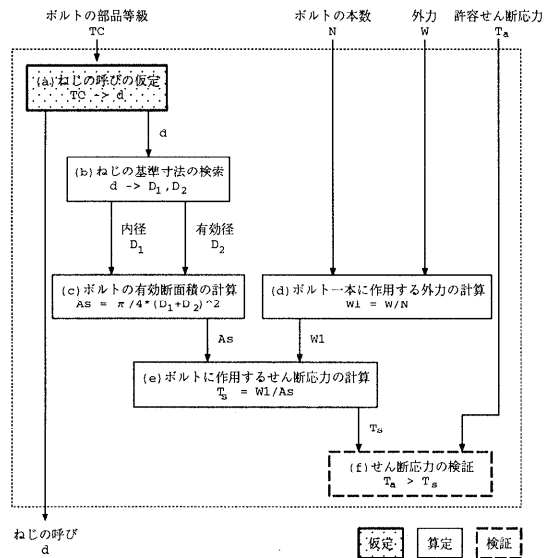 ボルトの部品等級
TC
ボルトの本数
N
外力
W
許容せん断応力
Ta
(a)ねじの呼びの仮定
TC -> d
d
(b)ねじの基準寸法の検索
d -> D1,D2
内径
D1
有効径
D2
(c)ボルトの有効断面積の計算
As = π/4*(D1+D2)^2
(d)ボルト一本に作用する外力の計算
W1 = W/N
As
W1
(e)ボルトに作用するせん断応力の計算
Ts = W1/As
Ts
(f)せん断応力の検証
Ta > Ts
ねじの呼び
d
仮定
算定
検証